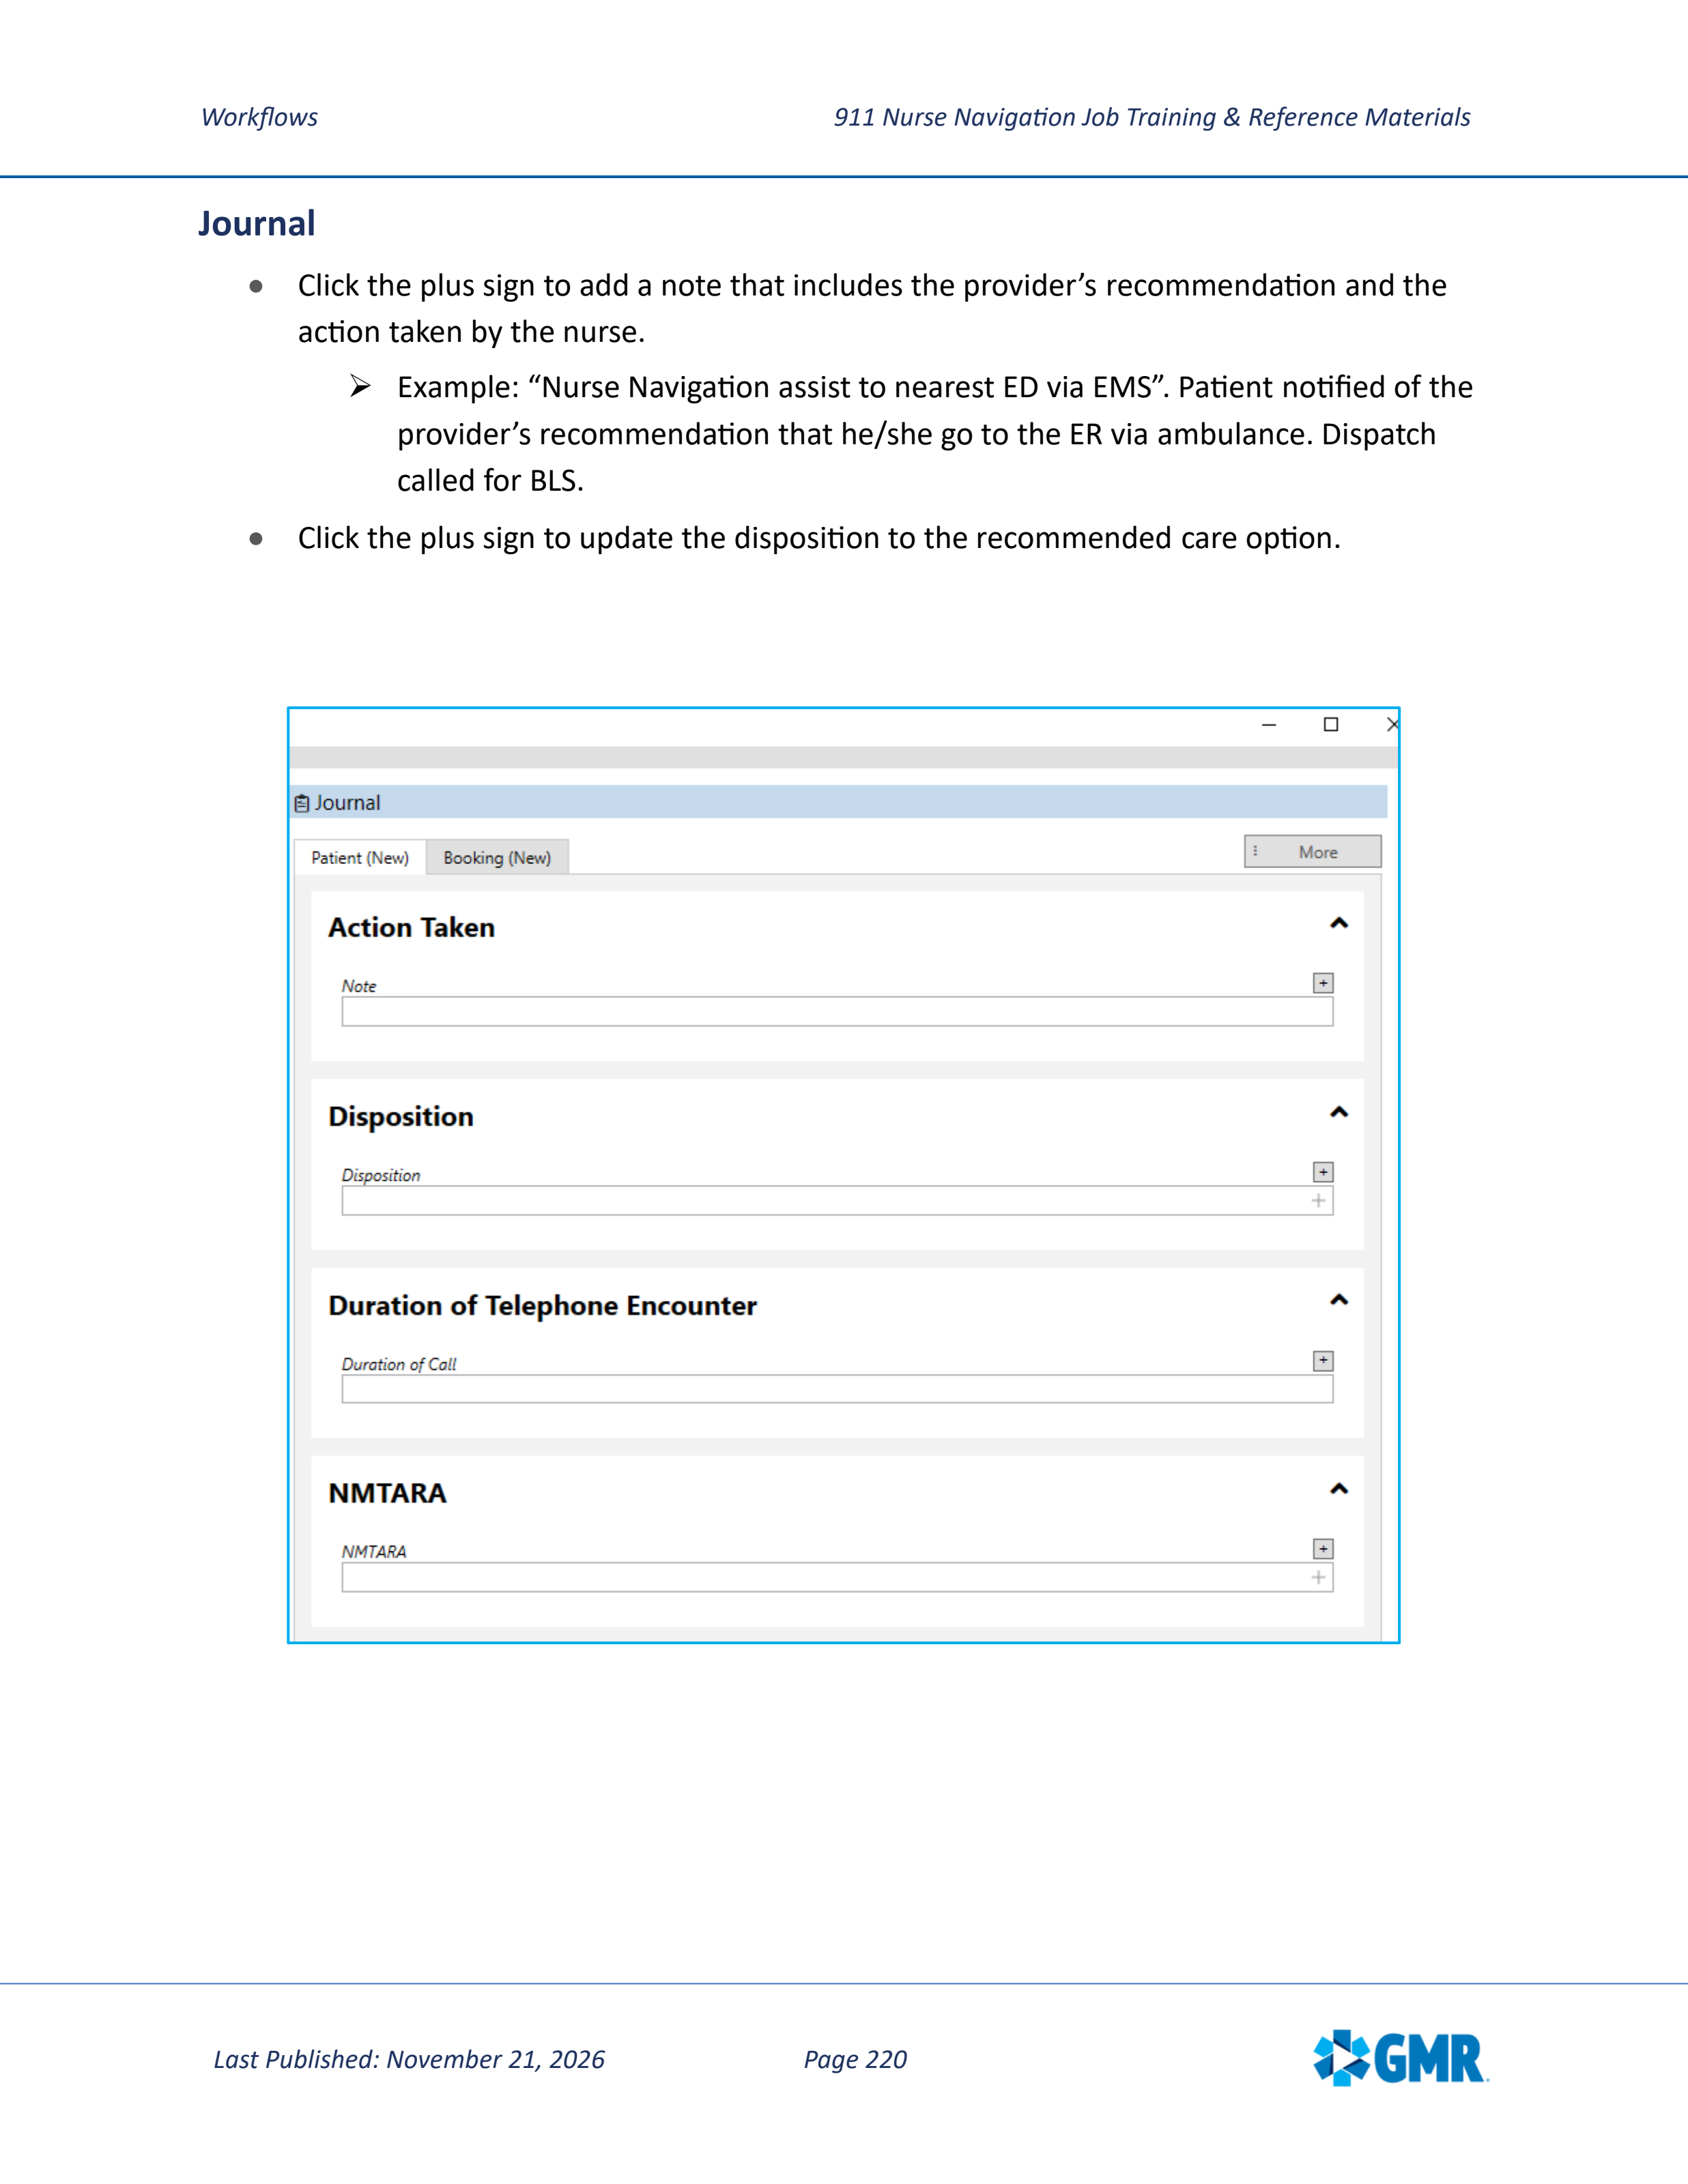 Workflows
911 Nurse Navigation Job Training & Reference Materials
Journal
● Click the plus sign to add a note that includes the provider’s recommendation and the
action taken by the nurse.
➢ Example: “Nurse Navigation assist to nearest ED via EMS”. Patient notified of the
provider’s recommendation that he/she go to the ER via ambulance. Dispatch
called for BLS.
● Click the plus sign to update the disposition to the recommended care option.
Journal
Patient (New)
Booking (New)
More
Action Taken
Note
+
Disposition
Disposition
+
+
Duration of Telephone Encounter
Duration of Call
+
NMTARA
NMTARA
+
+
Last Published: November 21, 2026
Page 220
GMR